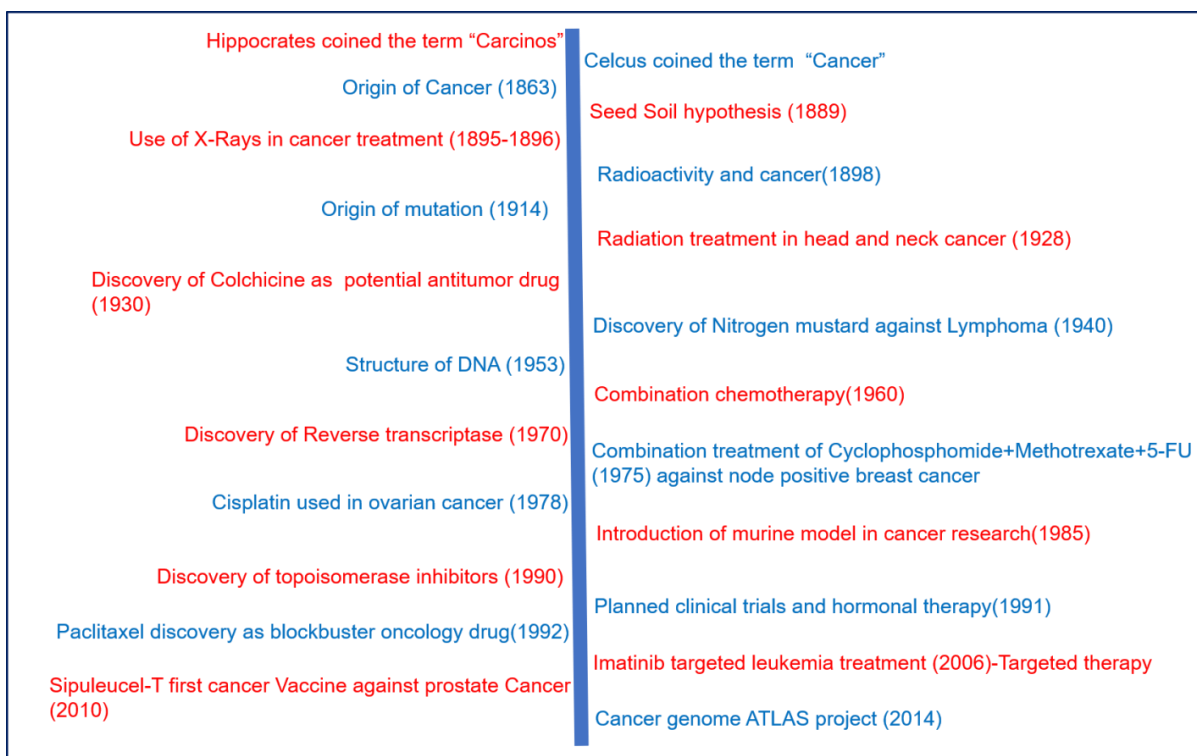 Hippocrates coined the term “Carcinos”
Celcus coined the term “Cancer”
Origin of Cancer (1863)
Seed Soil hypothesis (1889)
Use of X-Rays in cancer treatment (1895-1896)
Radioactivity and cancer(1898)
Origin of mutation (1914)
Radiation treatment in head and neck cancer (1928)
Discovery of Colchicine as potential antitumor drug
(1930)
Discovery of Nitrogen mustard against Lymphoma (1940)
Structure of DNA (1953)
Combination chemotherapy(1960)
Discovery of Reverse transcriptase (1970)
Combination treatment of Cyclophosphomide+Methotrexate+5-FU
(1975) against node positive breast cancer
Cisplatin used in ovarian cancer (1978)
Introduction of murine model in cancer research(1985)
Discovery of topoisomerase inhibitors (1990)
Planned clinical trials and hormonal therapy(1991)
Paclitaxel discovery as blockbuster oncology drug(1992)
Imatinib targeted leukemia treatment (2006)-Targeted therapy
Sipuleucel-T first cancer Vaccine against prostate Cancer
(2010)
Cancer genome ATLAS project (2014)